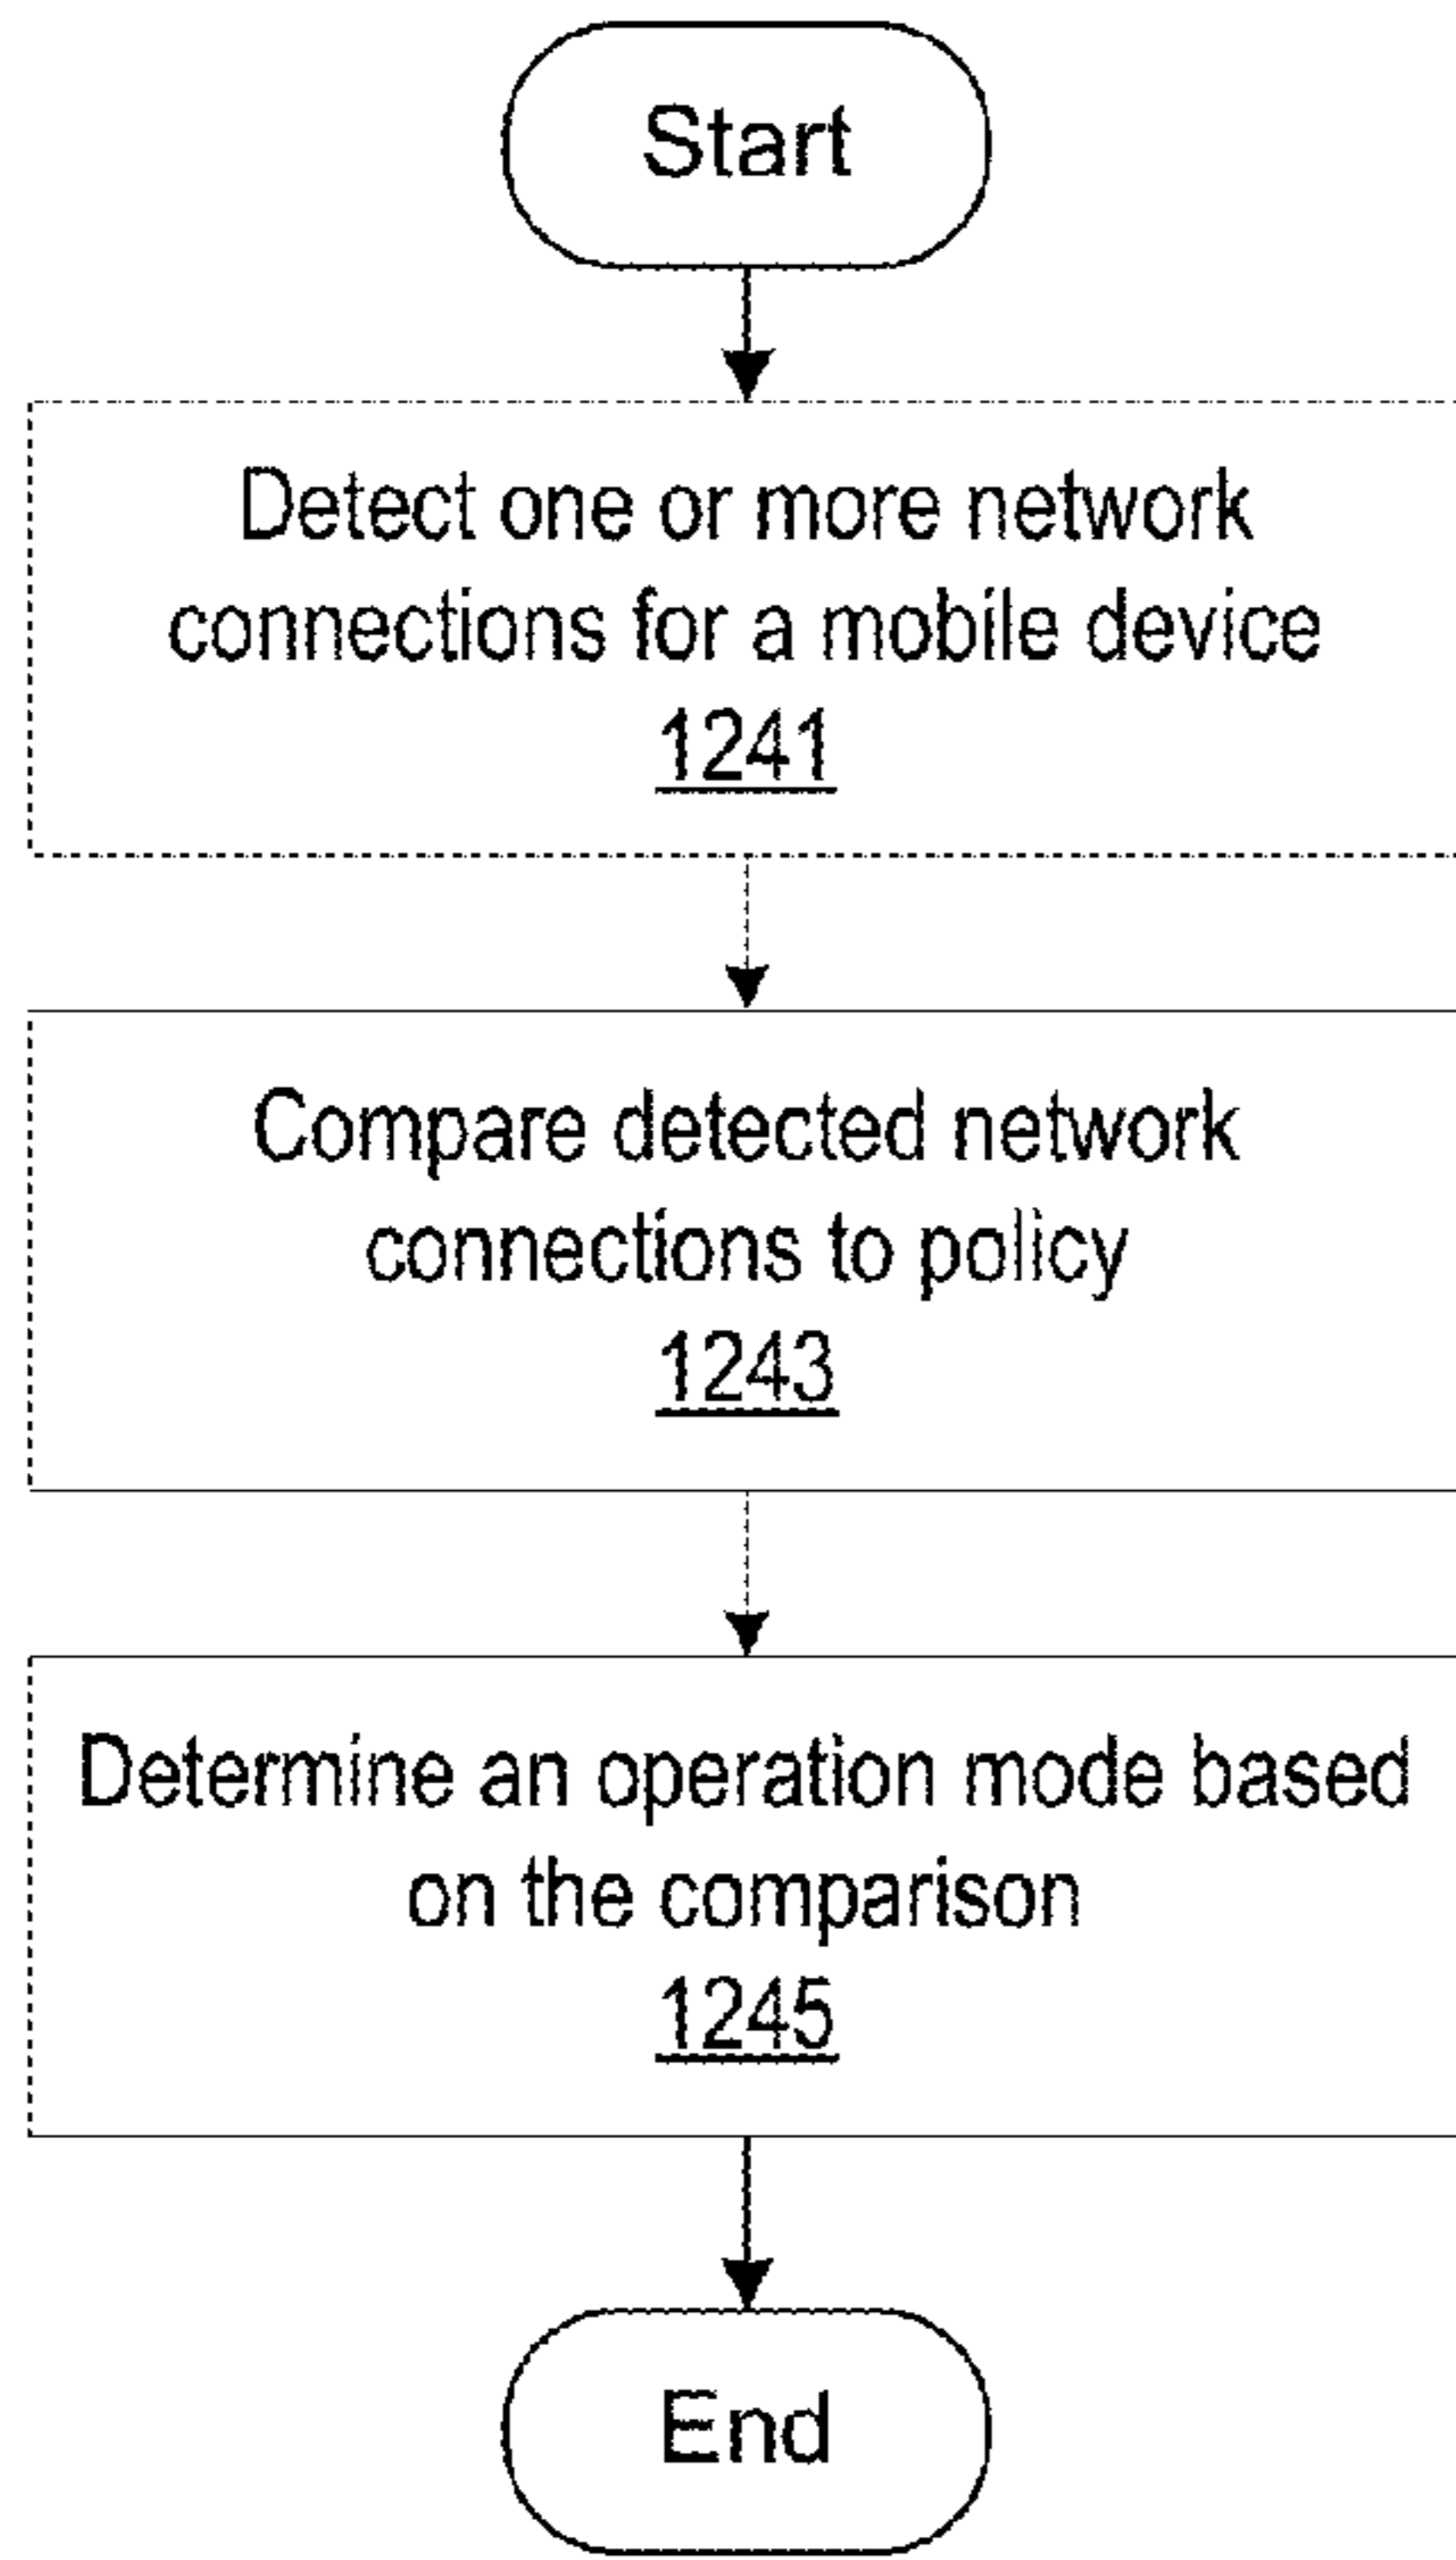 Start
Detect one or more network
connections for a mobile device
1241
Compare detected network
connections to policy
1243
Determine an operation mode based
on the comparison
1245
End